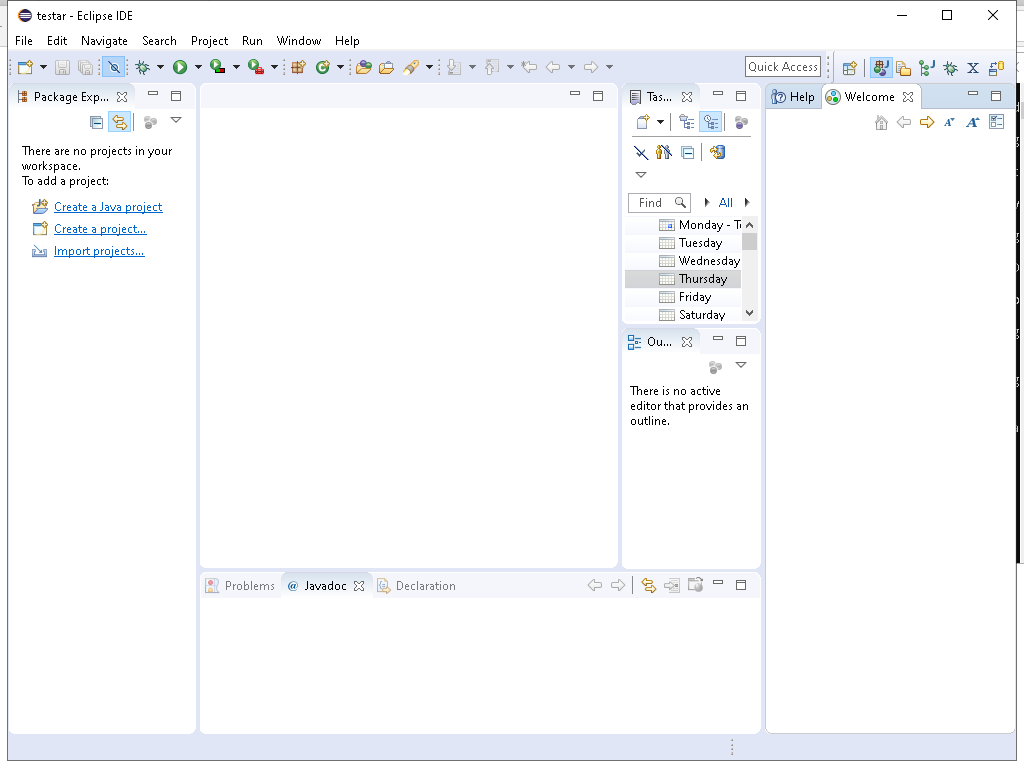 testar - Eclipse IDE
File Edit Navigate Search Project Run Window Help
Quick Access
Package Exp...
There are no projects in your
workspace.
To add a project:
Create a Java project
Create a project...
Import projects...
Tas...
Find
All
Monday - T
Tuesday
Wednesday
Thursday
Friday
Saturday
Ou...
There is no active
editor that provides an
outline.
Help Welcome
Problems @ Javadoc Declaration